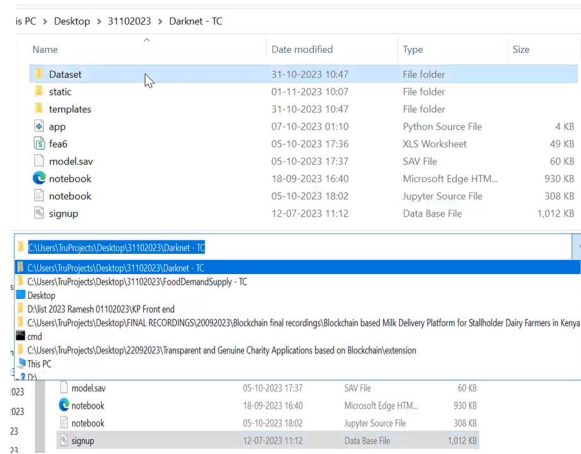 is PC > Desktop > 31102023 > Darknet - TC
Name Date modified Type Size
Dataset 31-10-2023 10:47 File folder
static 01-11-2023 10:07 File folder
templates 31-10-2023 10:47 File folder
app 07-10-2023 01:10 Python Source File 4 KB
fea6 05-10-2023 17:36 XLS Worksheet 49 KB
model.sav 05-10-2023 17:37 SAV File 60 KB
notebook 18-09-2023 16:40 Microsoft Edge HTM... 930 KB
notebook 05-10-2023 18:02 Jupyter Source File 308 KB
signup 12-07-2023 11:12 Data Base File 1,012 KB
C:\Users\TruProjects\Desktop\31102023\Darknet - TC
C:\Users\TruProjects\Desktop\31102023\Darknet - TC
C:\Users\TruProjects\Desktop\31102023\FoodDemandSupply - TC
Desktop
D:\list 2023 Ramesh 01102023\KP Front end
C:\Users\TruProjects\Desktop\FINAL RECORDINGS\20092023\Blockchain final recordings\Blockchain based Milk Delivery Platform for Stallholder Dairy Farmers in Kenya
cmd
C:\Users\TruProjects\Desktop\22092023\Transparent and Genuine Charity Applications based on Blockchain\extension
This PC
D:\
023 model.sav 05-10-2023 17:37 SAV File 60 KB
023 notebook 18-09-2023 16:40 Microsoft Edge HTM... 930 KB
23 notebook 05-10-2023 18:02 Jupyter Source File 308 KB
23 signup 12-07-2023 11:12 Data Base File 1,012 KB